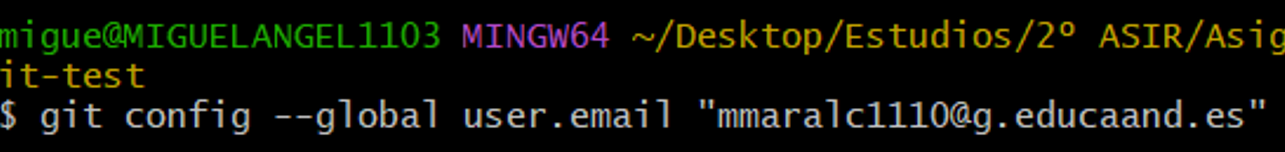 migue@MIGUELANGEL1103 MINGW64 ~/Desktop/Estudios/2º ASIR/Asig
it-test
$ git config --global user.email "mmaralc1110@g.educaand.es"